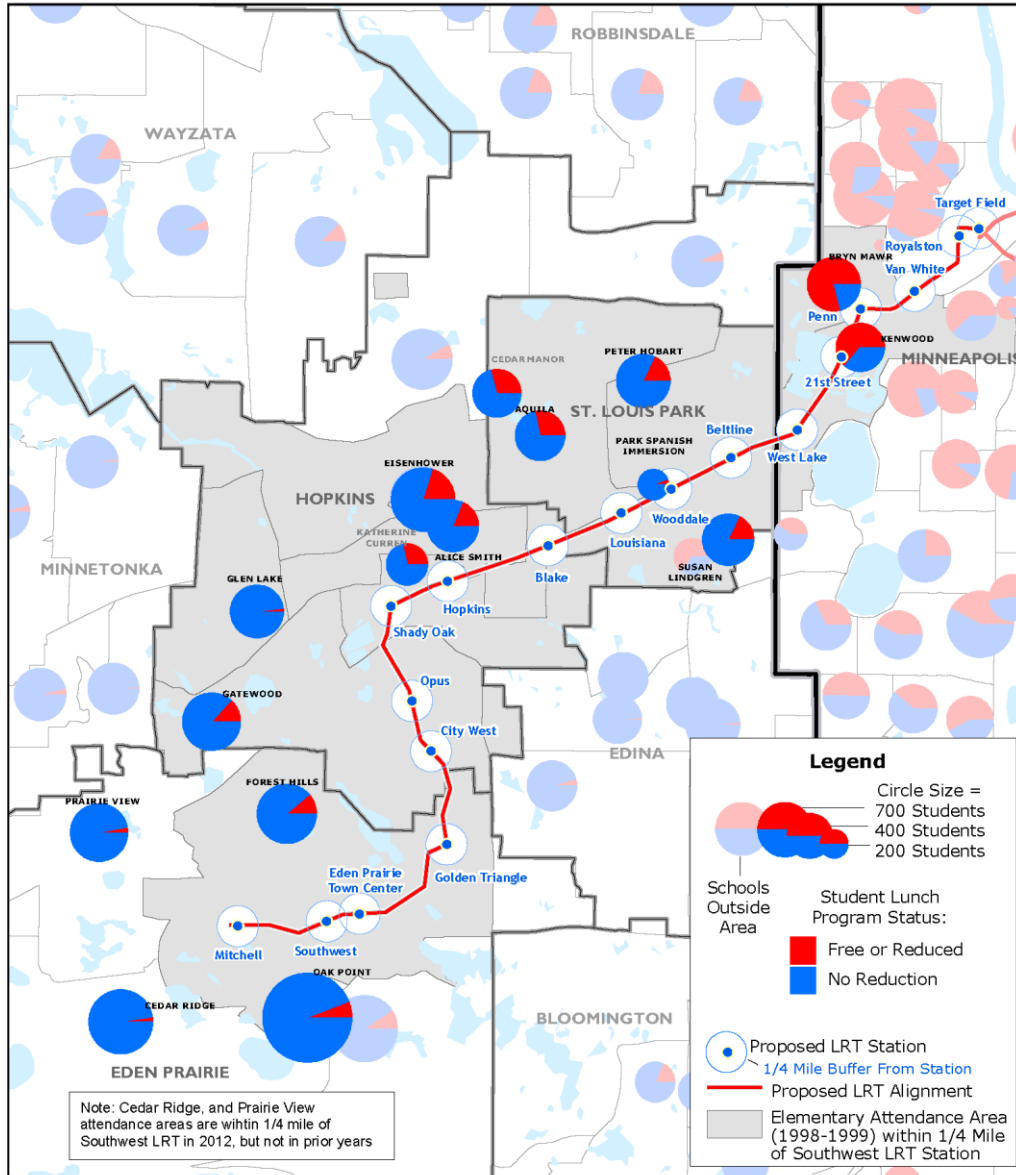 ROBBINSDALE
WAYZATA
Target Field
Royalston
BRYN MAWR
Van White
Penn
KENWOOD
MINNEAPOLIS
21st Street
CEDAR MANOR
PETER HOBART
AQUILA
ST. LOUIS PARK
Beltline
West Lake
PARK SPANISH
IMMERSION
EISENHOWER
HOPKINS
Wooddale
Louisiana
KATHERINE
CURREN
ALICE SMITH
Blake
SUSAN
LINDGREN
MINNETONKA
GLEN LAKE
Hopkins
Shady Oak
Opus
GATEWOOD
City West
EDINA
FOREST HILLS
PRAIRIE VIEW
Golden Triangle
Eden Prairie
Town Center
Mitchell
Southwest
OAK POINT
CEDAR RIDGE
BLOOMINGTON
EDEN PRAIRIE
Note: Cedar Ridge, and Prairie View
attendance areas are whithin 1/4 mile of
Southwest LRT in 2012, but not in prior years
Legend
Circle Size =
700 Students
400 Students
200 Students
Schools
Outside
Area
Student Lunch
Program Status:
Free or Reduced
No Reduction
Proposed LRT Station
1/4 Mile Buffer From Station
Proposed LRT Alignment
Elementary Attendance Area
(1998-1999) within 1/4 Mile
of Southwest LRT Station